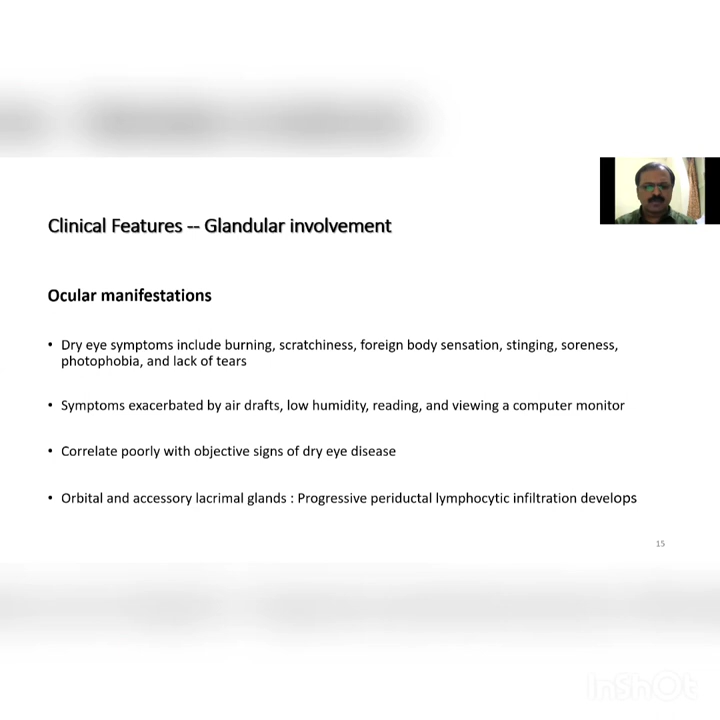 Clinical Features -- Glandular involvement
Ocular manifestations
• Dry eye symptoms include burning, scratchiness, foreign body sensation, stinging, soreness,
photophobia, and lack of tears
• Symptoms exacerbated by air drafts, low humidity, reading, and viewing a computer monitor
• Correlate poorly with objective signs of dry eye disease
• Orbital and accessory lacrimal glands : Progressive periductal lymphocytic infiltration develops
15
InShOt